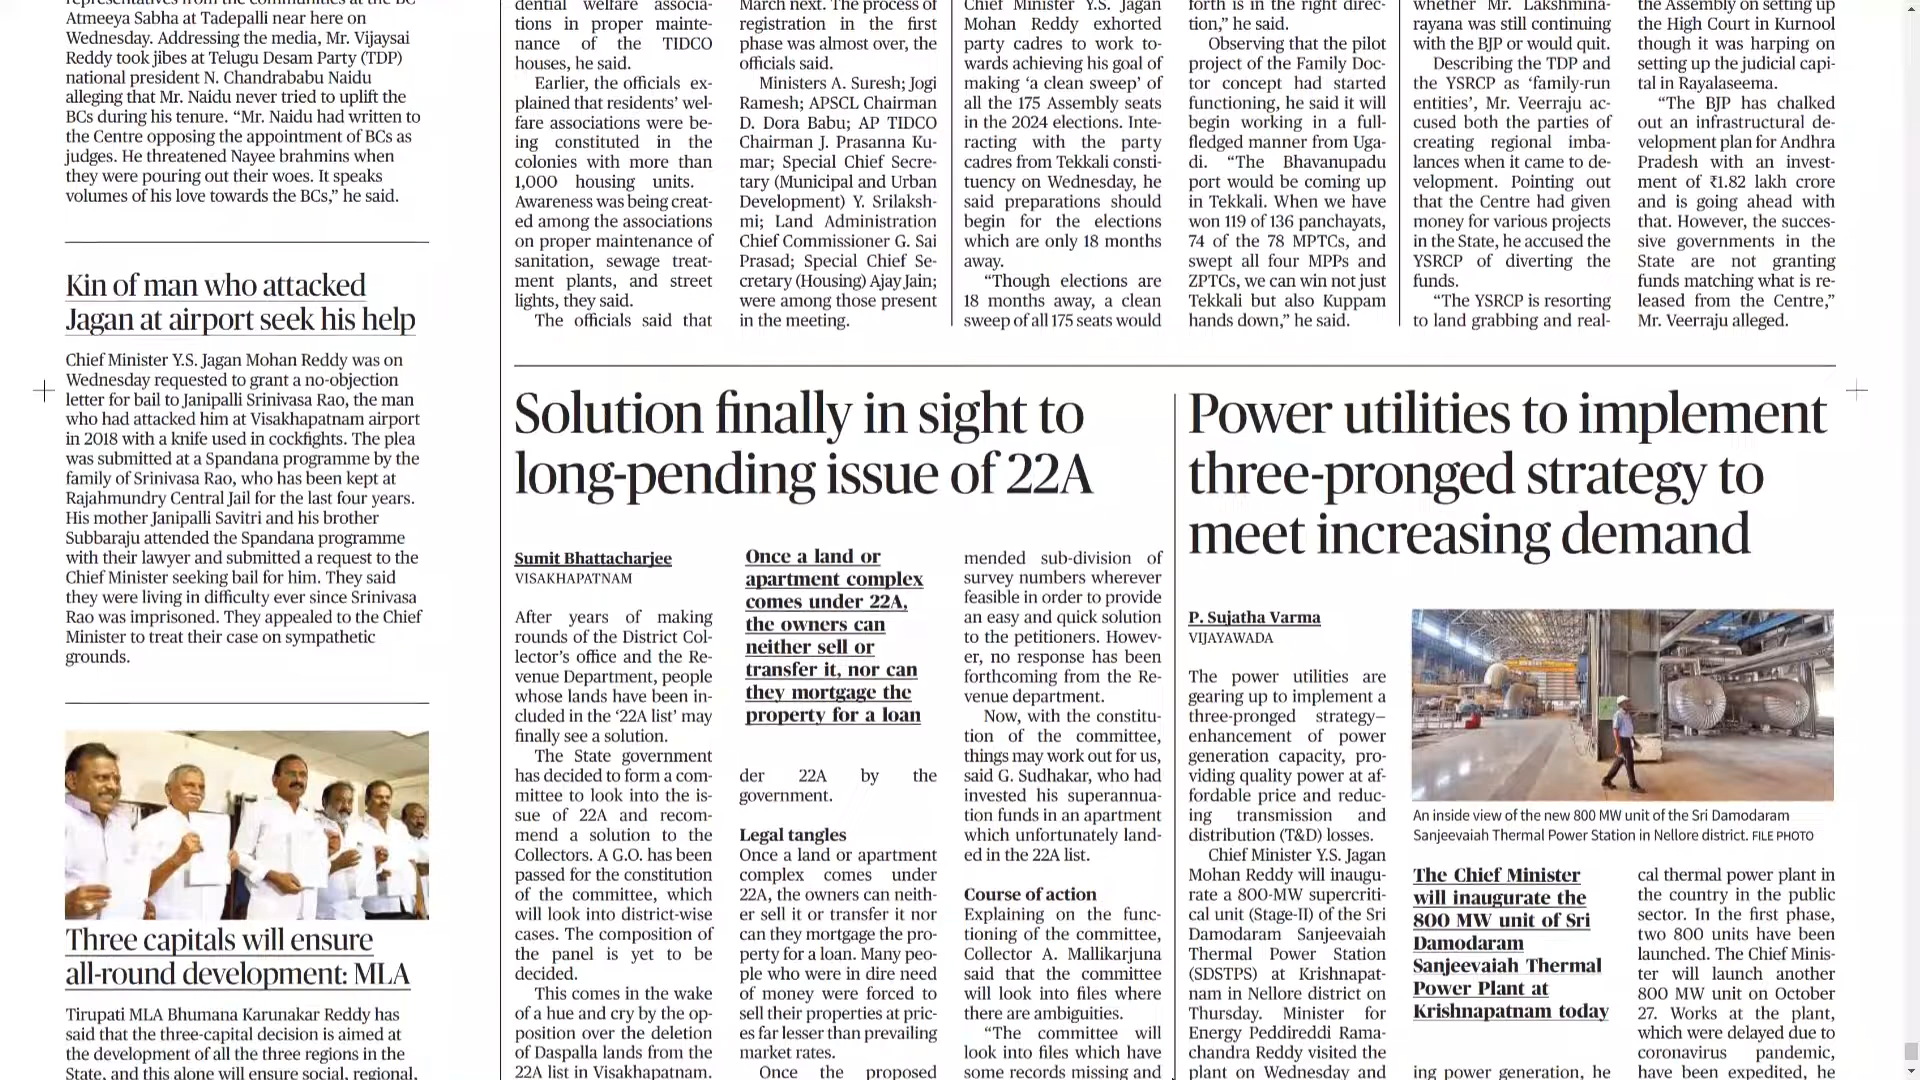 representatives from the communities at the BC
Atmeeya Sabha at Tadepalli near here on
Wednesday. Addressing the media, Mr. Vijaysai
Reddy took jibes at Telugu Desam Party (TDP)
national president N. Chandrababu Naidu
alleging that Mr. Naidu never tried to uplift the
BCs during his tenure. “Mr. Naidu had written to
the Centre opposing the appointment of BCs as
judges. He threatened Nayee brahmins when
they were pouring out their woes. It speaks
volumes of his love towards the BCs,” he said.
Kin of man who attacked
Jagan at airport seek his help
Chief Minister Y.S. Jagan Mohan Reddy was on
Wednesday requested to grant a no-objection
letter for bail to Janipalli Srinivasa Rao, the man
who had attacked him at Visakhapatnam airport
in 2018 with a knife used in cockfights. The plea
was submitted at a Spandana programme by the
family of Srinivasa Rao, who has been kept at
Rajahmundry Central Jail for the last four years.
His mother Janipalli Savitri and his brother
Subbaraju attended the Spandana programme
with their lawyer and submitted a request to the
Chief Minister seeking bail for him. They said
they were living in difficulty ever since Srinivasa
Rao was imprisoned. They appealed to the Chief
Minister to treat their case on sympathetic
grounds.
Three capitals will ensure
all-round development: MLA
Tirupati MLA Bhumana Karunakar Reddy has
said that the three-capital decision is aimed at
the development of all the three regions in the
State, and this alone will ensure social, regional,
dential welfare associa-
tions in proper mainte-
nance of the TIDCO
houses, he said.
Earlier, the officials ex-
plained that residents’ wel-
fare associations were be-
ing constituted in the
colonies with more than
1,000 housing units.
Awareness was being creat-
ed among the associations
on proper maintenance of
sanitation, sewage treat-
ment plants, and street
lights, they said.
The officials said that
March next. The process of
registration in the first
phase was almost over, the
officials said.
Ministers A. Suresh; Jogi
Ramesh; APSCL Chairman
D. Dora Babu; AP TIDCO
Chairman J. Prasanna Ku-
mar; Special Chief Secre-
tary (Municipal and Urban
Development) Y. Srilaksh-
mi; Land Administration
Chief Commissioner G. Sai
Prasad; Special Chief Se-
cretary (Housing) Ajay Jain;
were among those present
in the meeting.
Chief Minister Y.S. Jagan
Mohan Reddy exhorted
party cadres to work to-
wards achieving his goal of
making ‘a clean sweep’ of
all the 175 Assembly seats
in the 2024 elections. Inte-
racting with the party
cadres from Tekkali consti-
tuency on Wednesday, he
said preparations should
begin for the elections
which are only 18 months
away.
“Though elections are
18 months away, a clean
sweep of all 175 seats would
forth is in the right direc-
tion,” he said.
Observing that the pilot
project of the Family Doc-
tor concept had started
functioning, he said it will
begin working in a full-
fledged manner from Uga-
di. “The Bhavanupadu
port would be coming up
in Tekkali. When we have
won 119 of 136 panchayats,
74 of the 78 MPTCs, and
swept all four MPPs and
ZPTCs, we can win not just
Tekkali but also Kuppam
hands down,” he said.
whether Mr. Lakshmina-
rayana was still continuing
with the BJP or would quit.
Describing the TDP and
the YSRCP as ‘family-run
entities’, Mr. Veerraju ac-
cused both the parties of
creating regional imba-
lances when it came to de-
velopment. Pointing out
that the Centre had given
money for various projects
in the State, he accused the
YSRCP of diverting the
funds.
“The YSRCP is resorting
to land grabbing and real-
the Assembly on setting up
the High Court in Kurnool
though it was harping on
setting up the judicial capi-
tal in Rayalaseema.
“The BJP has chalked
out an infrastructural de-
velopment plan for Andhra
Pradesh with an invest-
ment of ₹1.82 lakh crore
and is going ahead with
that. However, the succes-
sive governments in the
State are not granting
funds matching what is re-
leased from the Centre,”
Mr. Veerraju alleged.
Solution finally in sight to
long-pending issue of 22A
Sumit Bhattacharjee
VISAKHAPATNAM
After years of making
rounds of the District Col-
lector’s office and the Re-
venue Department, people
whose lands have been in-
cluded in the ‘22A list’ may
finally see a solution.
The State government
has decided to form a com-
mittee to look into the is-
sue of 22A and recom-
mend a solution to the
Collectors. A G.O. has been
passed for the constitution
of the committee, which
will look into district-wise
cases. The composition of
the panel is yet to be
decided.
This comes in the wake
of a hue and cry by the op-
position over the deletion
of Daspalla lands from the
22A list in Visakhapatnam.
Once a land or
apartment complex
comes under 22A,
the owners can
neither sell or
transfer it, nor can
they mortgage the
property for a loan
der 22A by the
government.
Legal tangles
Once a land or apartment
complex comes under
22A, the owners can neith-
er sell it or transfer it nor
can they mortgage the pro-
perty for a loan. Many peo-
ple who were in dire need
of money were forced to
sell their properties at pric-
es far lesser than prevailing
market rates.
Once the proposed
mended sub-division of
survey numbers wherever
feasible in order to provide
an easy and quick solution
to the petitioners. Howev-
er, no response has been
forthcoming from the Re-
venue department.
Now, with the constitu-
tion of the committee,
things may work out for us,
said G. Sudhakar, who had
invested his superannua-
tion funds in an apartment
which unfortunately land-
ed in the 22A list.
Course of action
Explaining on the func-
tioning of the committee,
Collector A. Mallikarjuna
said that the committee
will look into files where
there are ambiguities.
“The committee will
look into files which have
some records missing and
Power utilities to implement
three-pronged strategy to
meet increasing demand
P. Sujatha Varma
VIJAYAWADA
The power utilities are
gearing up to implement a
three-pronged strategy–
enhancement of power
generation capacity, pro-
viding quality power at af-
fordable price and reduc-
ing transmission and
distribution (T&D) losses.
Chief Minister Y.S. Jagan
Mohan Reddy will inaugu-
rate a 800-MW supercriti-
cal unit (Stage-II) of the Sri
Damodaram Sanjeevaiah
Thermal Power Station
(SDSTPS) at Krishnapat-
nam in Nellore district on
Thursday. Minister for
Energy Peddireddi Rama-
chandra Reddy visited the
plant on Wednesday and
An inside view of the new 800 MW unit of the Sri Damodaram
Sanjeevaiah Thermal Power Station in Nellore district. FILE PHOTO
The Chief Minister
will inaugurate the
800 MW unit of Sri
Damodaram
Sanjeevaiah Thermal
Power Plant at
Krishnapatnam today
ing power generation, he
cal thermal power plant in
the country in the public
sector. In the first phase,
two 800 units have been
launched. The Chief Minis-
ter will launch another
800 MW unit on October
27. Works at the plant,
which were delayed due to
coronavirus pandemic,
have been expedited, he